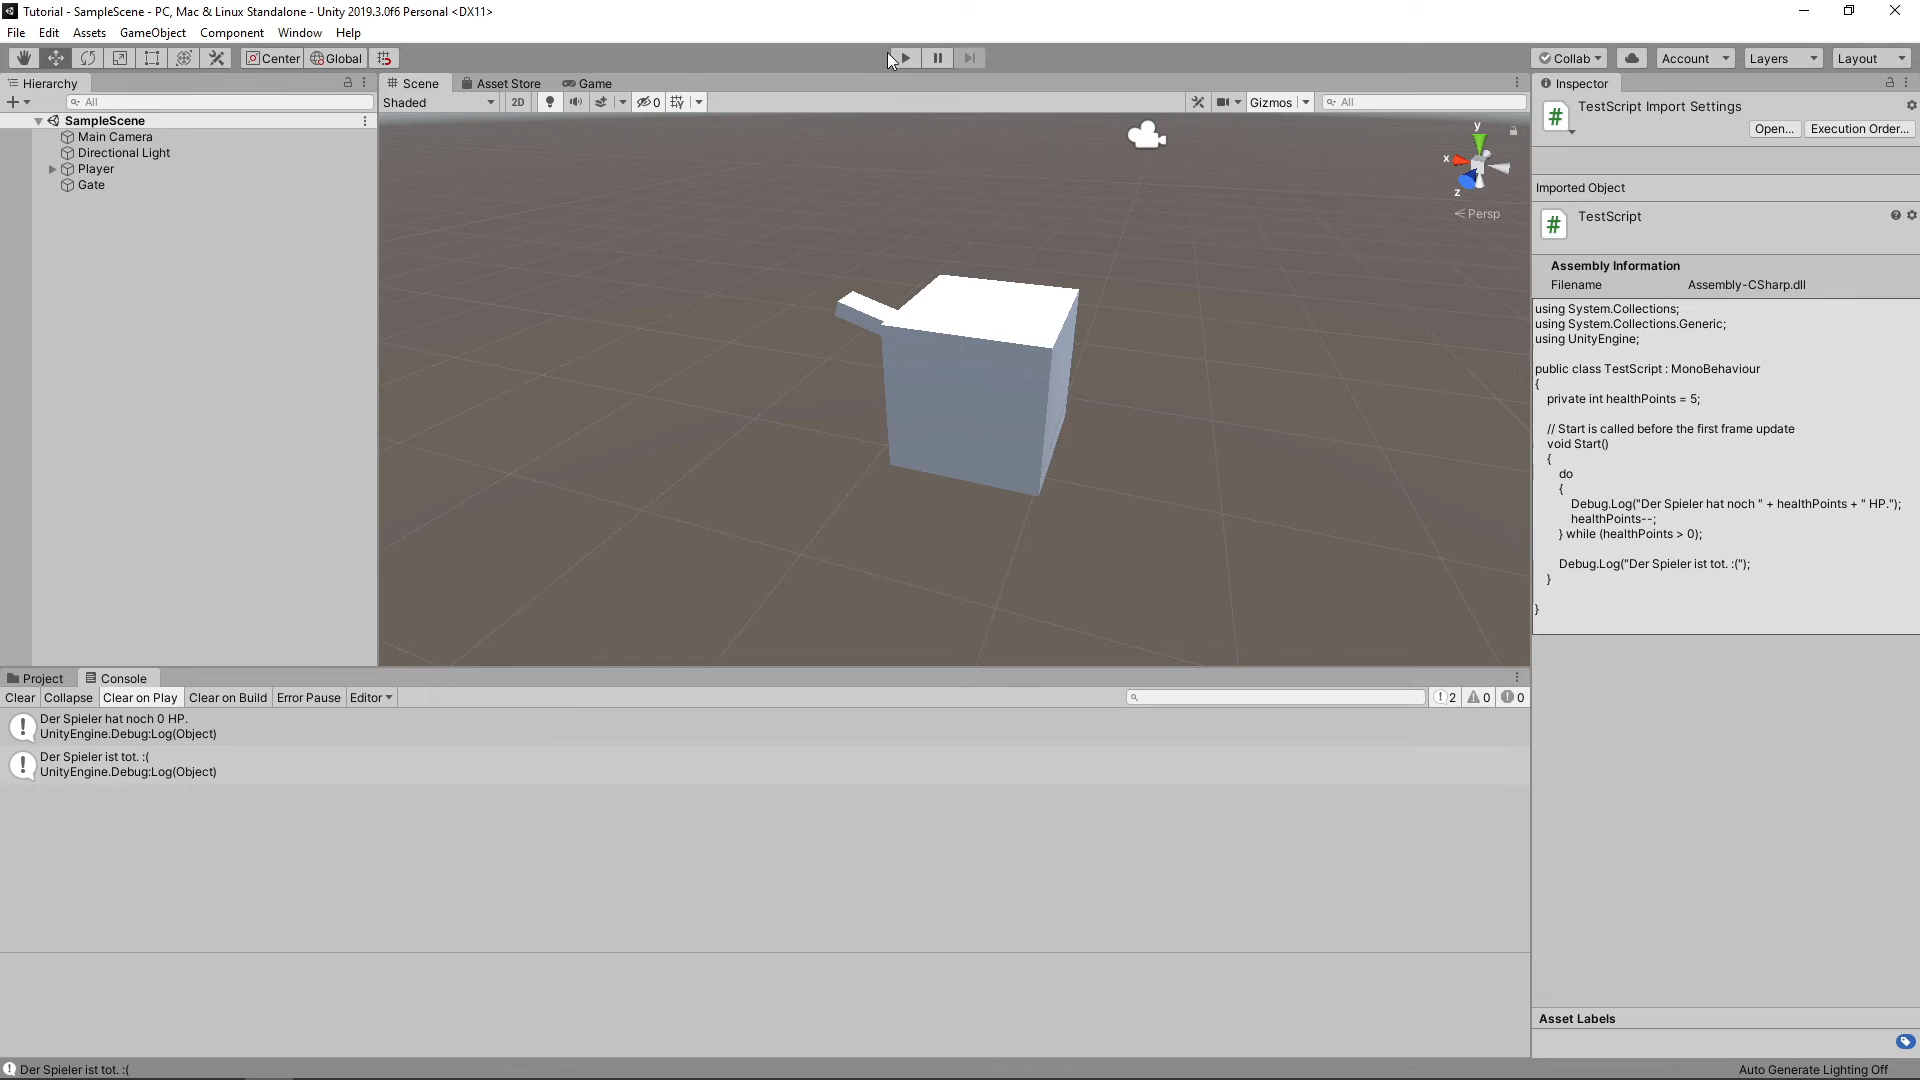 Tutorial - SampleScene - PC, Mac & Linux Standalone - Unity 2019.3.0f6 Personal <DX11>
File Edit Assets GameObject Component Window Help
Center Global Collab Account Layers Layout
Hierarchy
All
SampleScene
Main Camera
Directional Light
Player
Gate
Scene Asset Store Game
Shaded 2D 0 Gizmos All
y
x
z
Persp
Inspector
TestScript Import Settings
Open... Execution Order...
Imported Object
# TestScript
Assembly Information
Filename Assembly-CSharp.dll
using System.Collections;
using System.Collections.Generic;
using UnityEngine;
public class TestScript : MonoBehaviour
{
private int healthPoints = 5;
// Start is called before the first frame update
void Start()
{
do
{
Debug.Log("Der Spieler hat noch " + healthPoints + " HP.");
healthPoints--;
} while (healthPoints > 0);
Debug.Log("Der Spieler ist tot. :(");
}
}
Asset Labels
Project Console
Clear Collapse Clear on Play Clear on Build Error Pause Editor 2 0 0
Der Spieler hat noch 0 HP.
UnityEngine.Debug:Log(Object)
Der Spieler ist tot. :(
UnityEngine.Debug:Log(Object)
Der Spieler ist tot. :(
Auto Generate Lighting Off